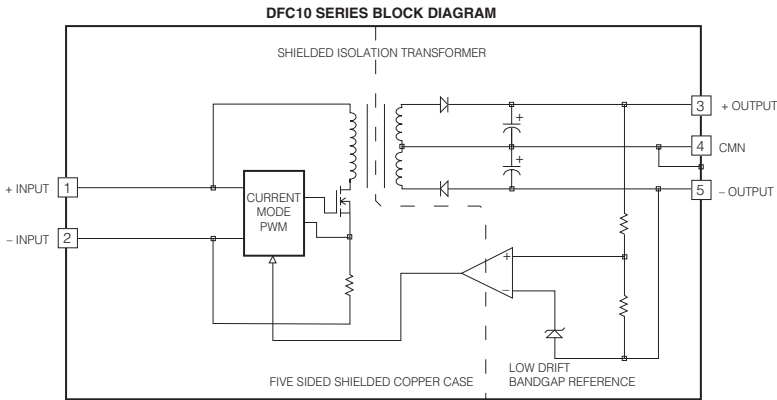 DFC10 SERIES BLOCK DIAGRAM
SHIELDED ISOLATION TRANSFORMER
3 + OUTPUT
+
4 CMN
+
+ INPUT 1
5 – OUTPUT
CURRENT
MODE
PWM
– INPUT 2
+
–
LOW DRIFT
BANDGAP REFERENCE
FIVE SIDED SHIELDED COPPER CASE